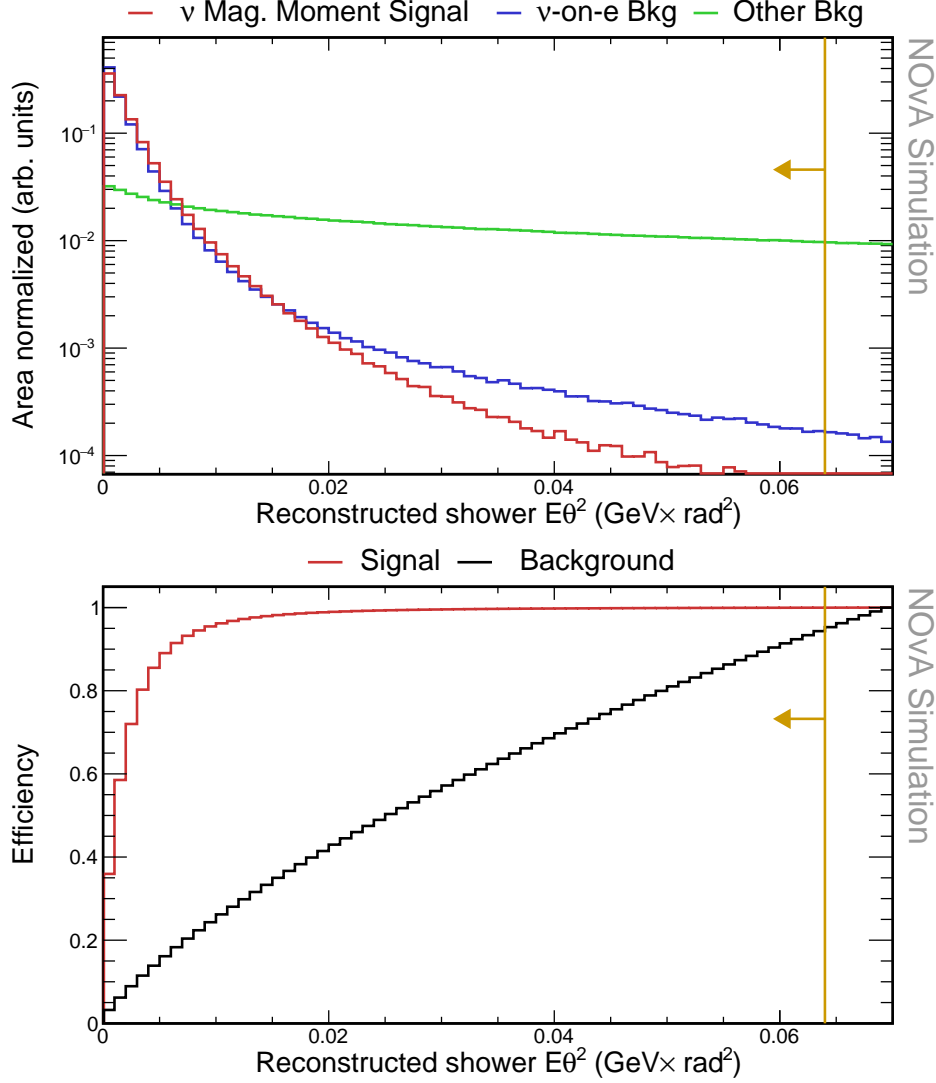 ν Mag. Moment Signal ν-on-e Bkg Other Bkg
Area normalized (arb. units)
10⁻¹
10⁻²
10⁻³
10⁻⁴
0 0.02 0.04 0.06
Reconstructed shower Eθ² (GeV× rad²)
NOvA Simulation
Signal Background
Efficiency
1
0.8
0.6
0.4
0.2
0
0 0.02 0.04 0.06
Reconstructed shower Eθ² (GeV× rad²)
NOvA Simulation